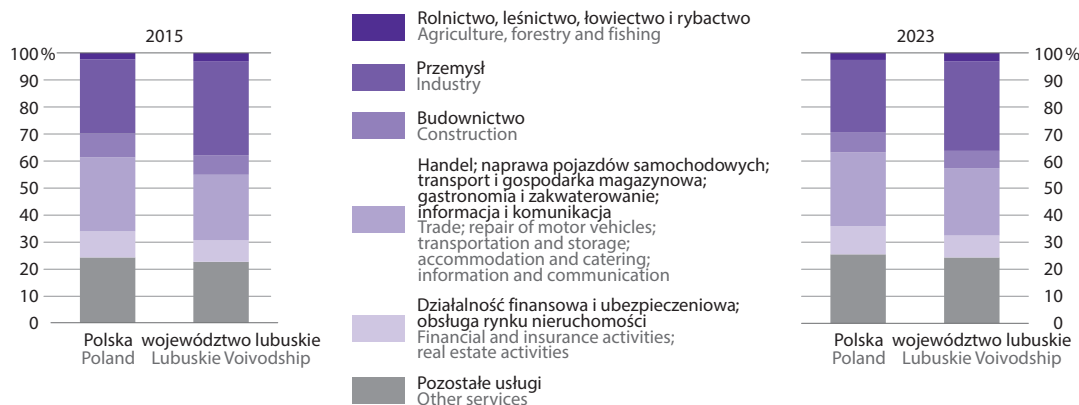 2015
100 %
90
80
70
60
50
40
30
20
10
0
Polska
Poland
województwo lubuskie
Lubuskie Voivodship
Rolnictwo, leśnictwo, łowiectwo i rybactwo
Agriculture, forestry and fishing
Przemysł
Industry
Budownictwo
Construction
Handel; naprawa pojazdów samochodowych;
transport i gospodarka magazynowa;
gastronomia i zakwaterowanie;
informacja i komunikacja
Trade; repair of motor vehicles;
transportation and storage;
accommodation and catering;
information and communication
Działalność finansowa i ubezpieczeniowa;
obsługa rynku nieruchomości
Financial and insurance activities;
real estate activities
Pozostałe usługi
Other services
2023
100 %
90
80
70
60
50
40
30
20
10
0
Polska
Poland
województwo lubuskie
Lubuskie Voivodship